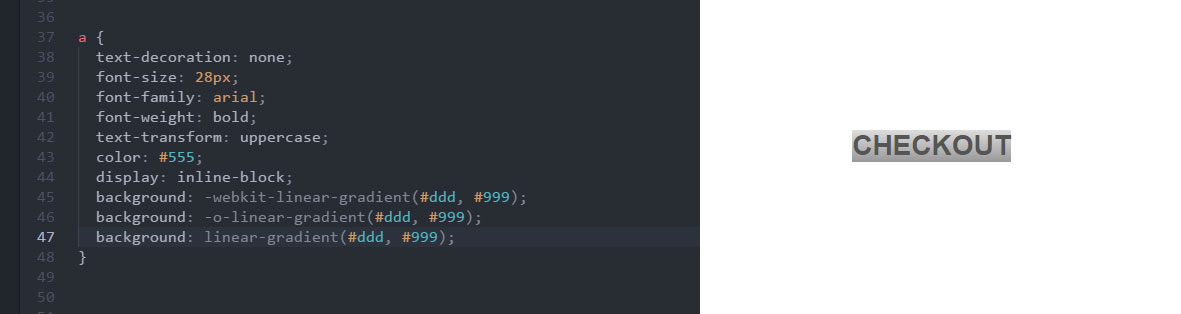 36
37 a {
38 text-decoration: none;
39 font-size: 28px;
40 font-family: arial;
41 font-weight: bold;
42 text-transform: uppercase;
43 color: #555;
44 display: inline-block;
45 background: -webkit-linear-gradient(#ddd, #999);
46 background: -o-linear-gradient(#ddd, #999);
47 background: linear-gradient(#ddd, #999);
48 }
49
50
CHECKOUT